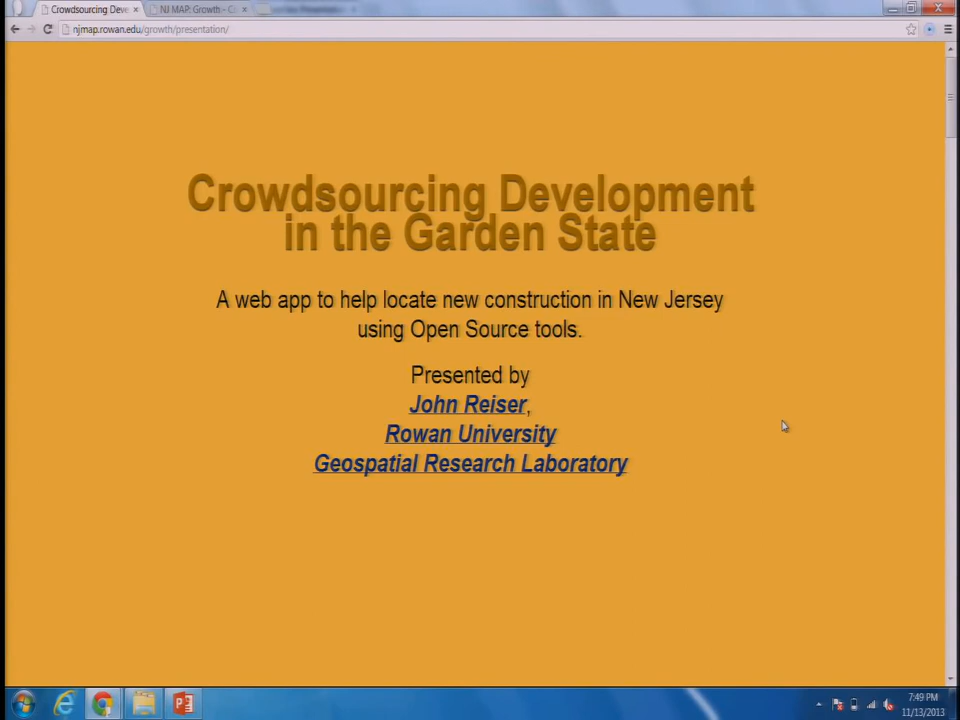 Crowdsourcing Deve
NJ MAP: Growth - C
njmap.rowan.edu/growth/presentation/
Crowdsourcing Development
in the Garden State
A web app to help locate new construction in New Jersey
using Open Source tools.
Presented by
John Reiser,
Rowan University
Geospatial Research Laboratory
7:49 PM
11/13/2013